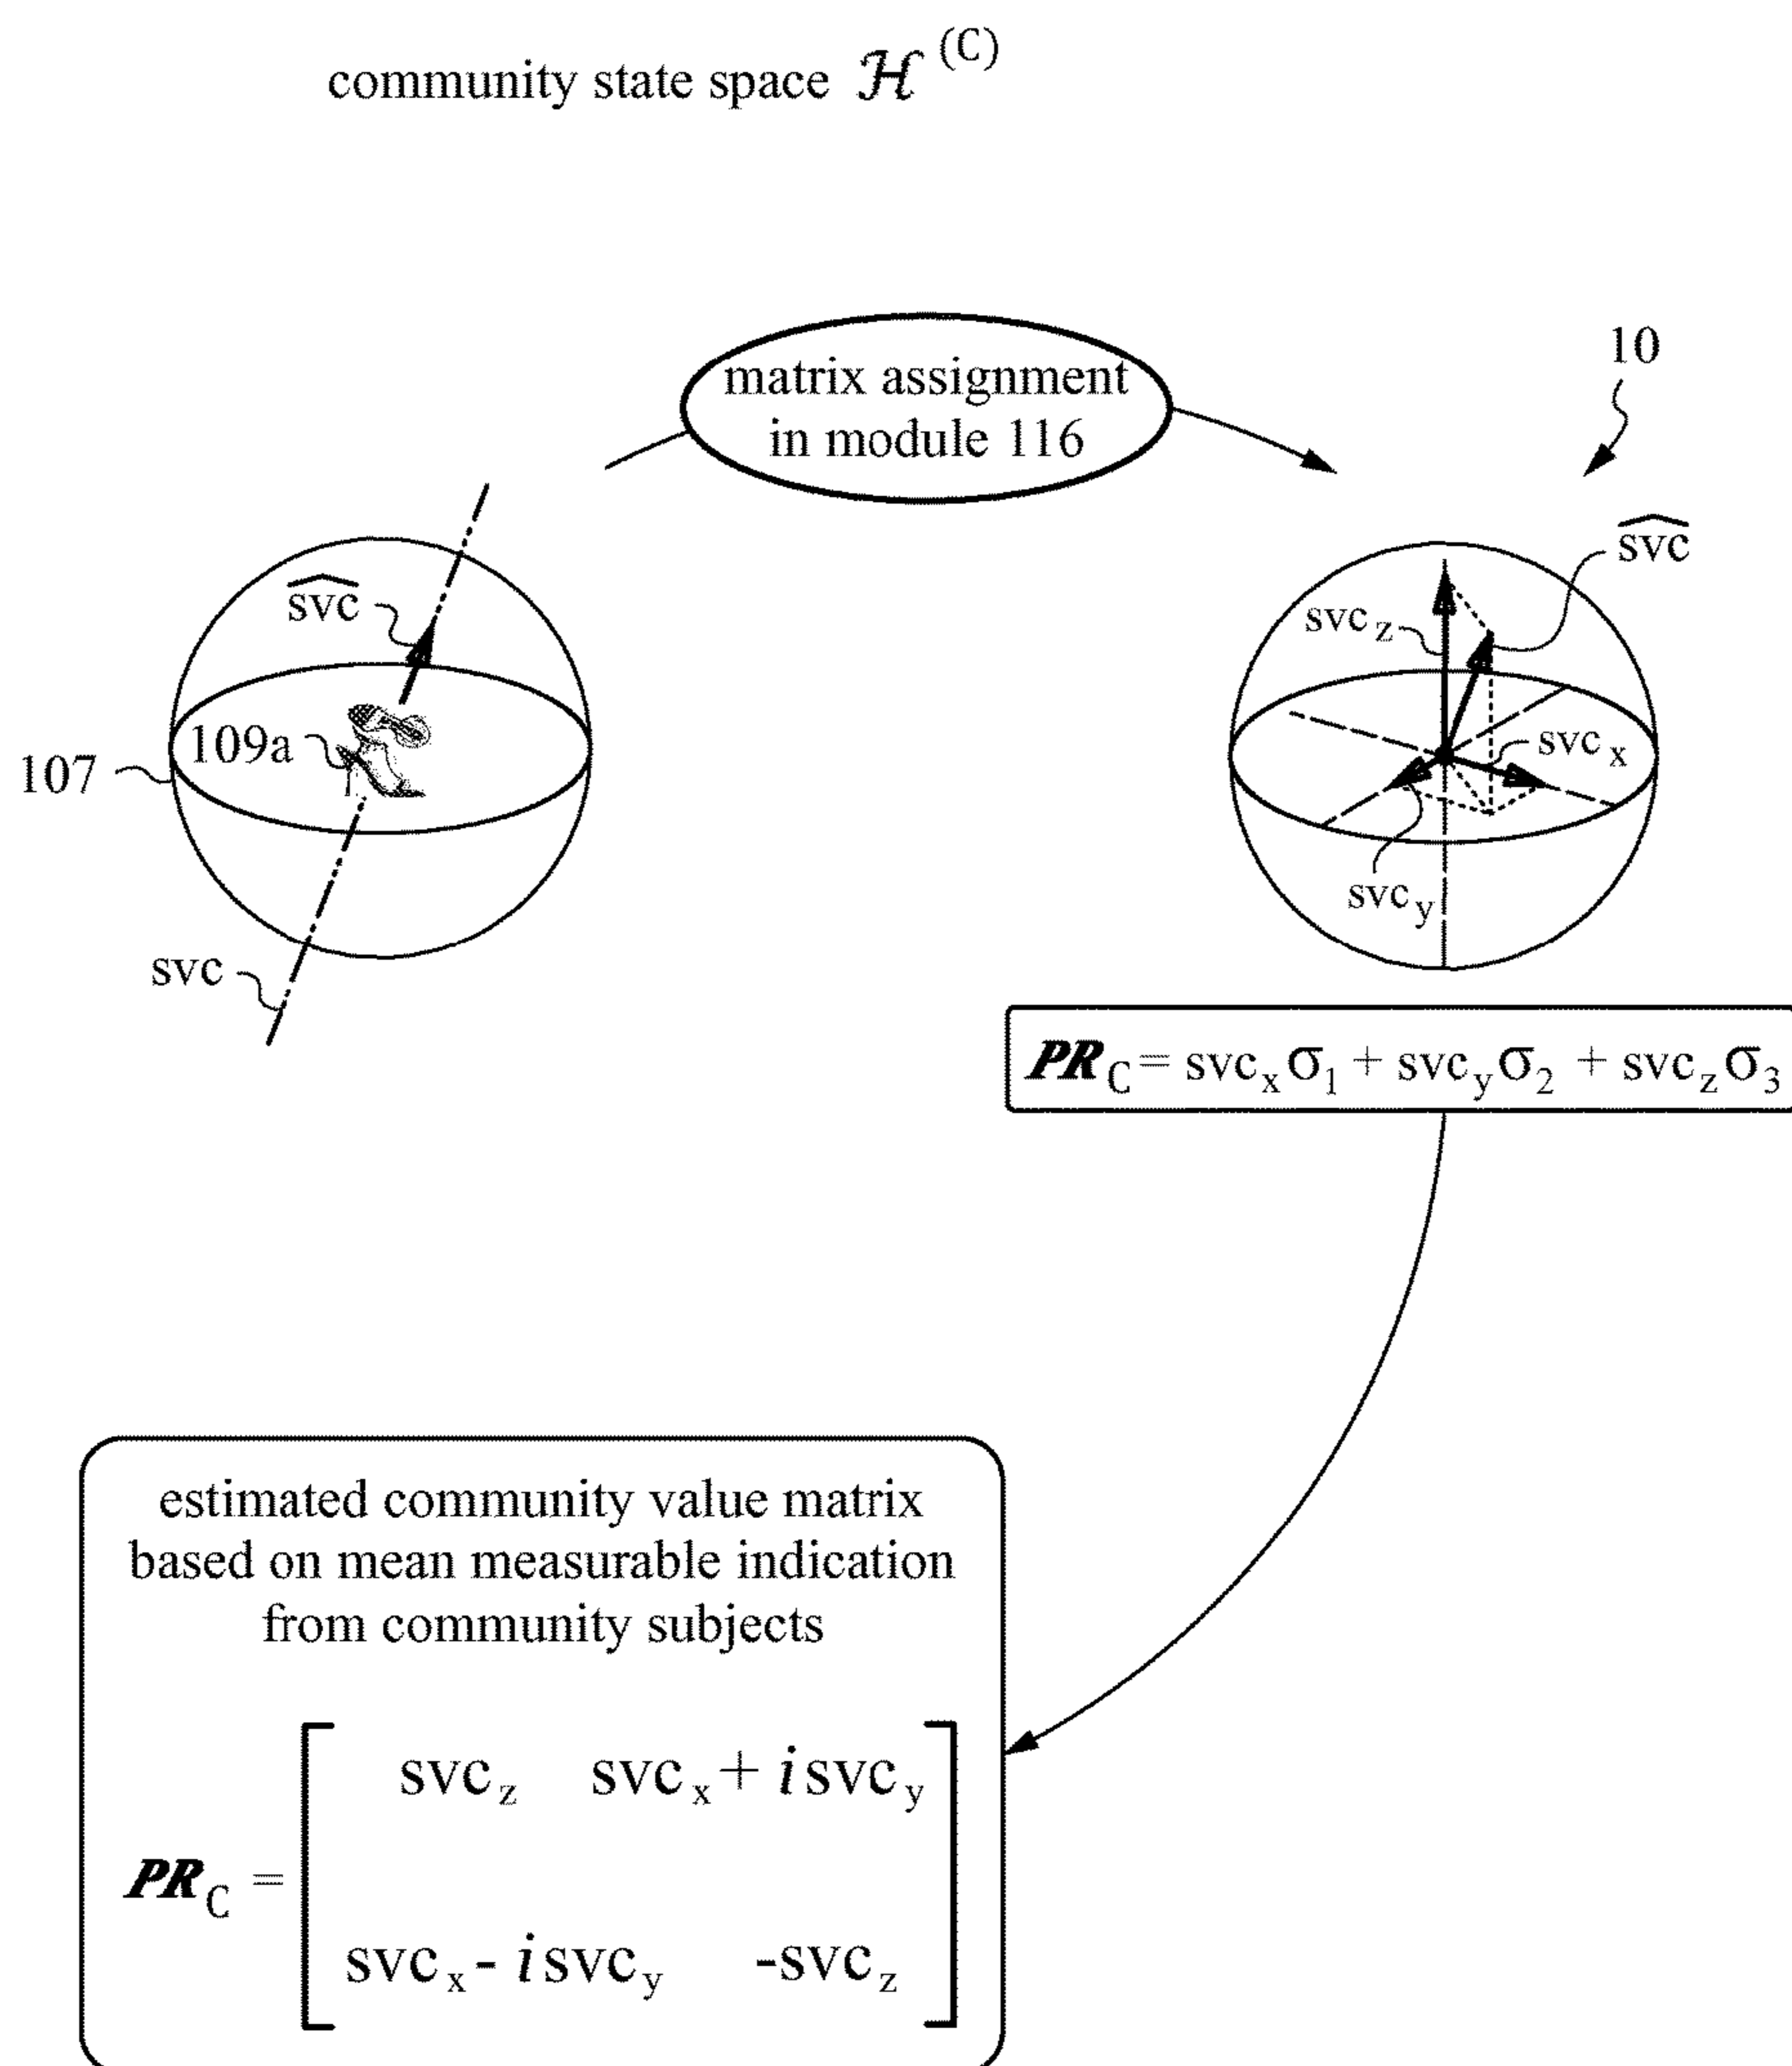 community state space ℋ^(C)
matrix assignment
in module 116
10
svc^
svc^
svc_z
109a
107
svc_x
svc_y
svc
PR_C = svc_x σ_1 + svc_y σ_2 + svc_z σ_3
estimated community value matrix
based on mean measurable indication
from community subjects
svc_z svc_x + i svc_y
PR_C =
svc_x - i svc_y -svc_z